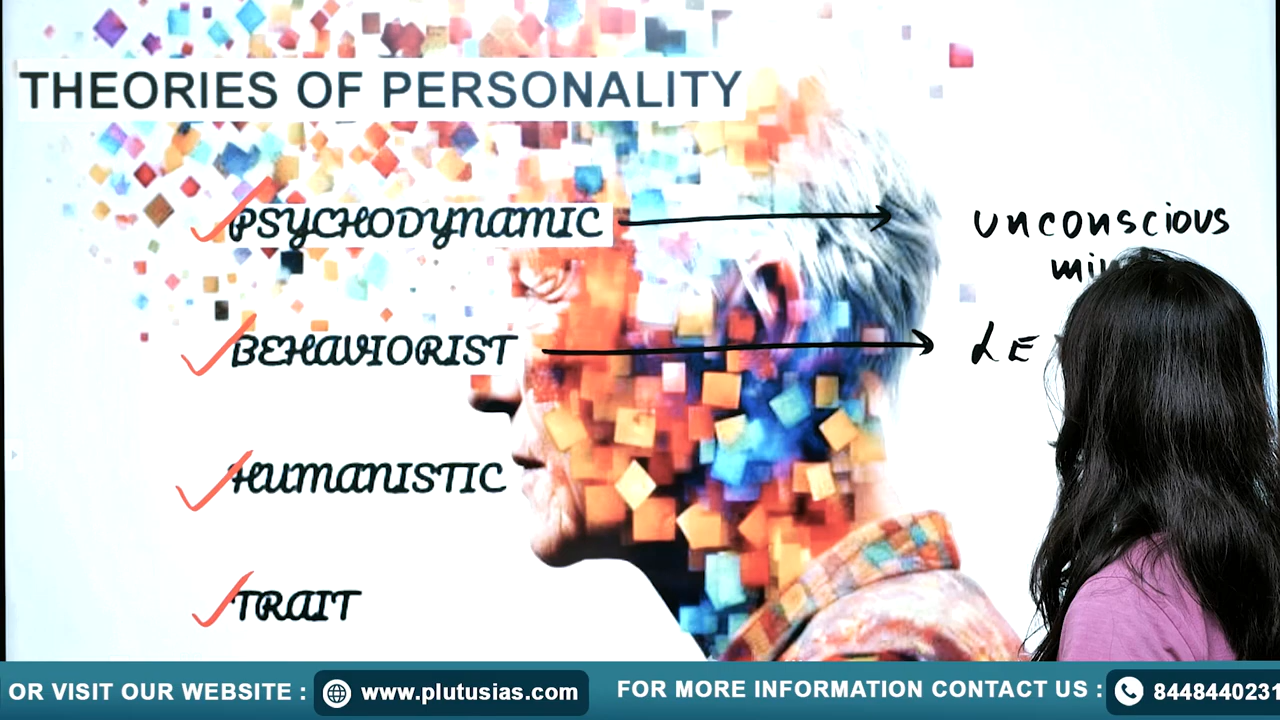 THEORIES OF PERSONALITY
PSYCHODYNAMIC
unconscious
BEHAVIORIST
HUMANISTIC
TRAIT
OR VISIT OUR WEBSITE : www.plutusias.com FOR MORE INFORMATION CONTACT US : 8448440231